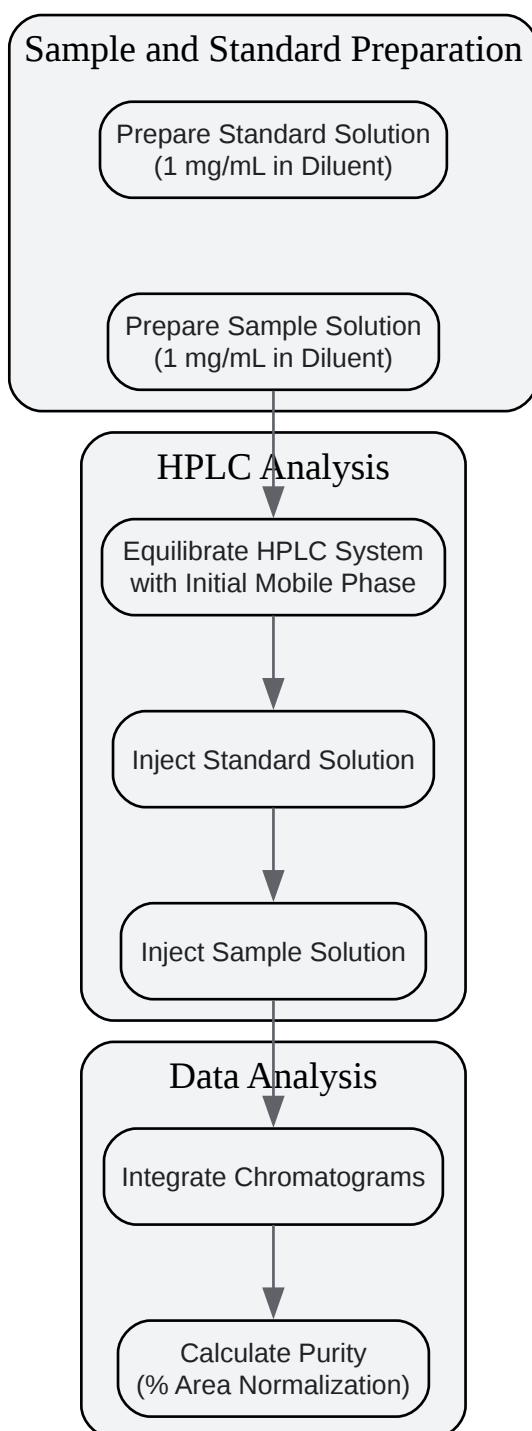 Sample and Standard Preparation
Prepare Standard Solution
(1 mg/mL in Diluent)
Prepare Sample Solution
(1 mg/mL in Diluent)
HPLC Analysis
Equilibrate HPLC System
with Initial Mobile Phase
Inject Standard Solution
Inject Sample Solution
Data Analysis
Integrate Chromatograms
Calculate Purity
(% Area Normalization)